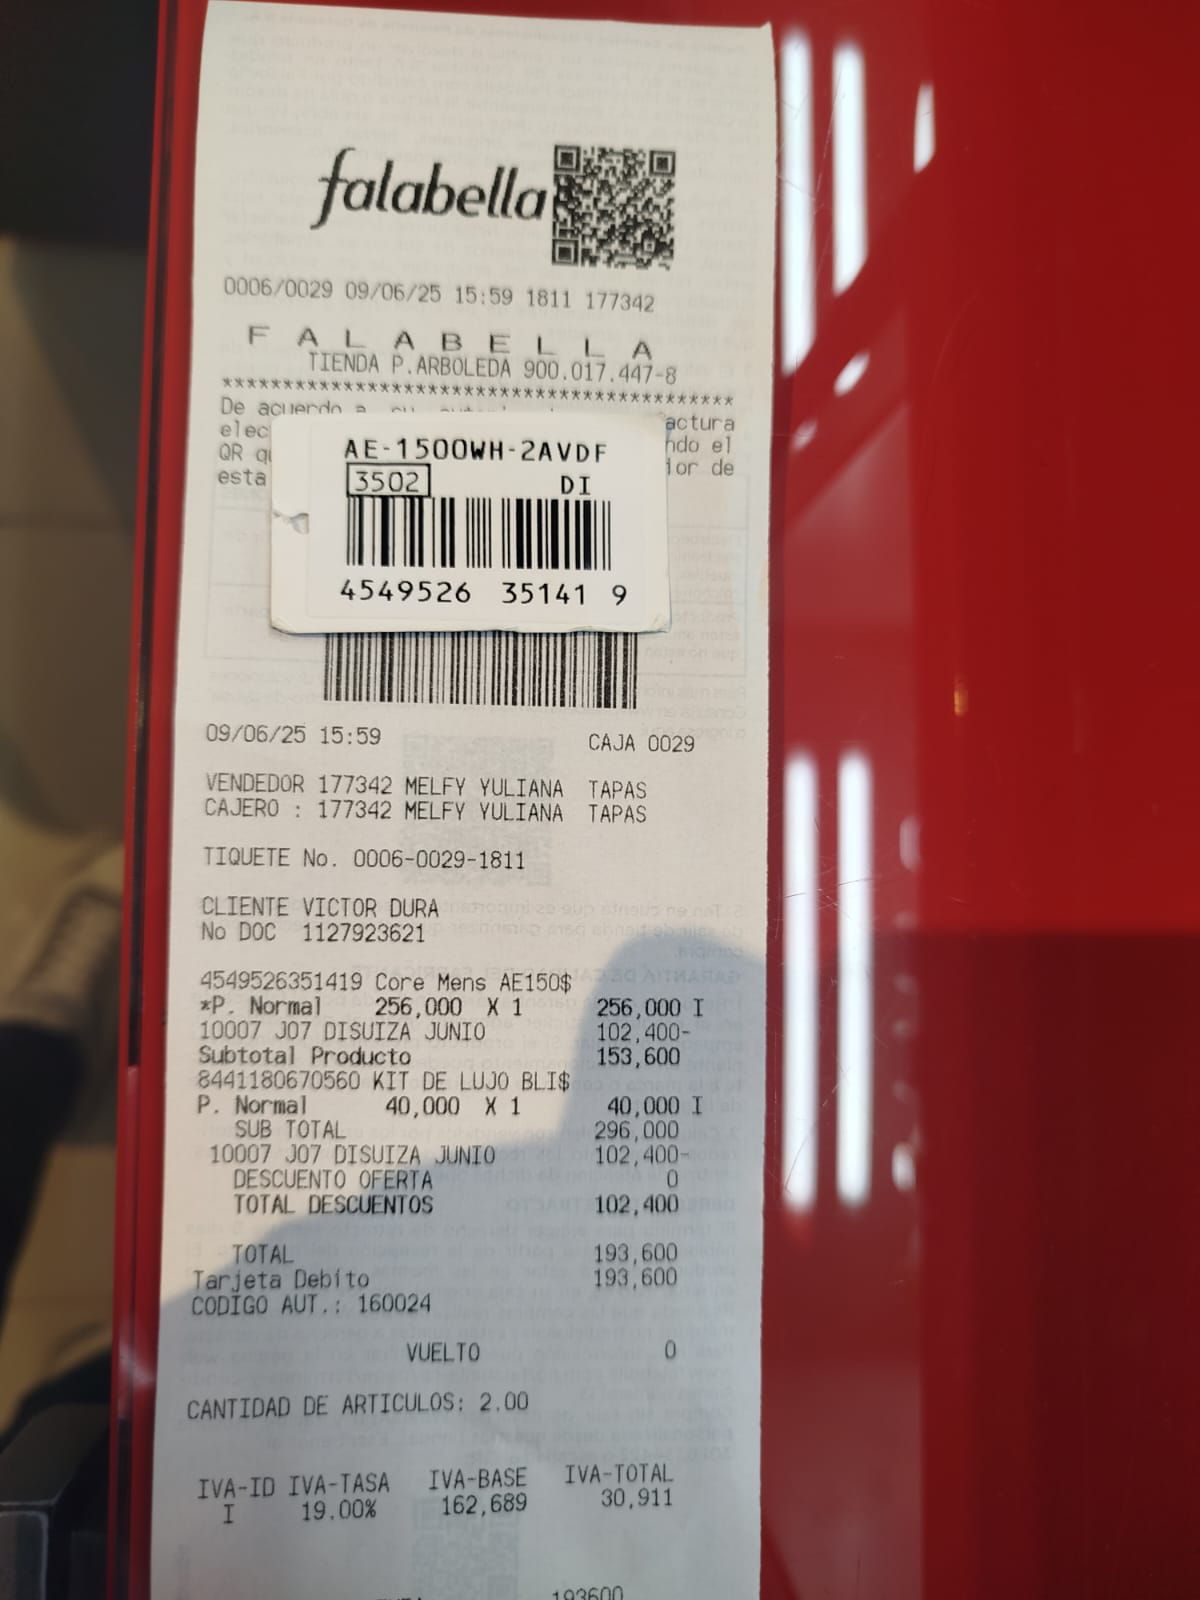 falabella
0006/0029 09/06/25 15:59 1811 177342
F A L A B E L L A
TIENDA P.ARBOLEDA 900.017.447-8
******************************************
De acuerdo a su actura
elec ndo el
QR ior de
esta
AE-1500WH-2AVDF
3502 DI
4549526 35141 9
09/06/25 15:59 CAJA 0029
VENDEDOR 177342 MELFY YULIANA TAPAS
CAJERO : 177342 MELFY YULIANA TAPAS
TIQUETE No. 0006-0029-1811
CLIENTE VICTOR DURA
No DOC 1127923621
4549526351419 Core Mens AE150$
*P. Normal 256,000 X 1 256,000 I
10007 J07 DISUIZA JUNIO 102,400-
Subtotal Producto 153,600
8441180670560 KIT DE LUJO BLI$
P. Normal 40,000 X 1 40,000 I
SUB TOTAL 296,000
10007 J07 DISUIZA JUNIO 102,400-
DESCUENTO OFERTA 0
TOTAL DESCUENTOS 102,400
TOTAL 193,600
Tarjeta Debito 193,600
CODIGO AUT.: 160024
VUELTO 0
CANTIDAD DE ARTICULOS: 2.00
IVA-ID IVA-TASA IVA-BASE IVA-TOTAL
I 19.00% 162,689 30,911
193600